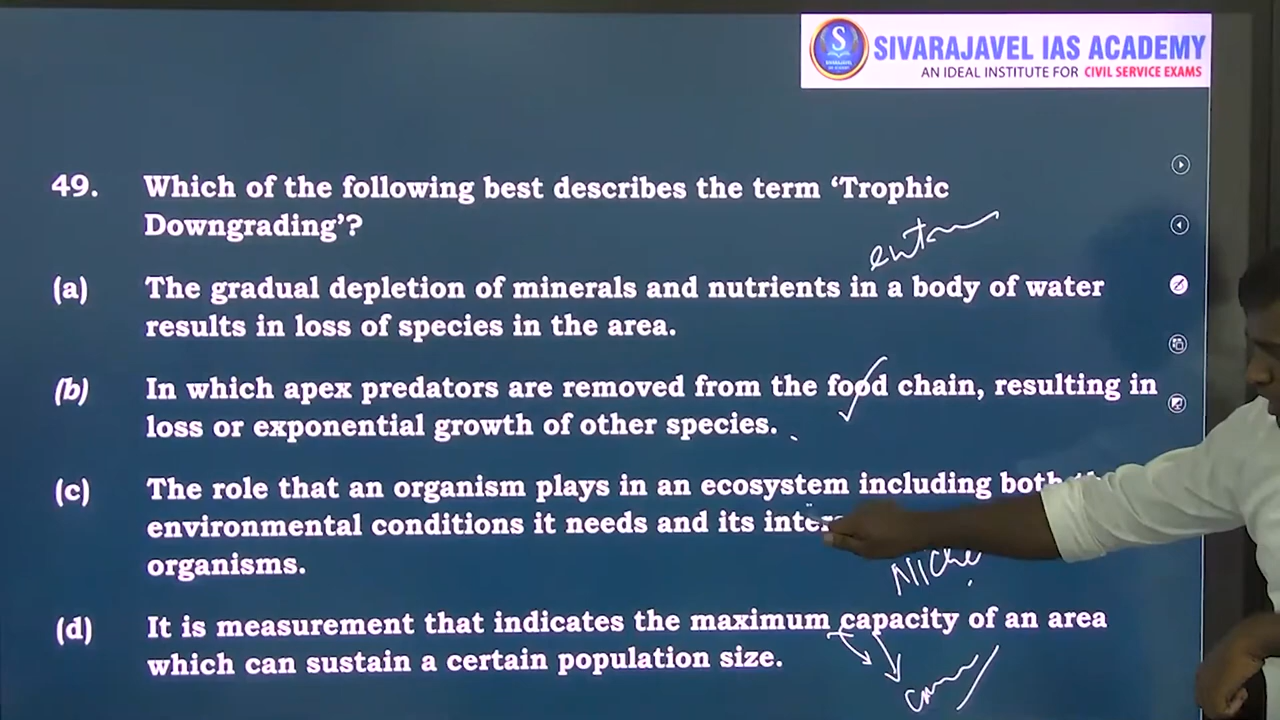 SIVARAJAVEL IAS ACADEMY
AN IDEAL INSTITUTE FOR CIVIL SERVICE EXAMS
49. Which of the following best describes the term ‘Trophic
Downgrading’?
(a) The gradual depletion of minerals and nutrients in a body of water
results in loss of species in the area.
(b) In which apex predators are removed from the food chain, resulting in
loss or exponential growth of other species.
(c) The role that an organism plays in an ecosystem including both
environmental conditions it needs and its
organisms.
Niche
(d) It is measurement that indicates the maximum capacity of an area
which can sustain a certain population size.